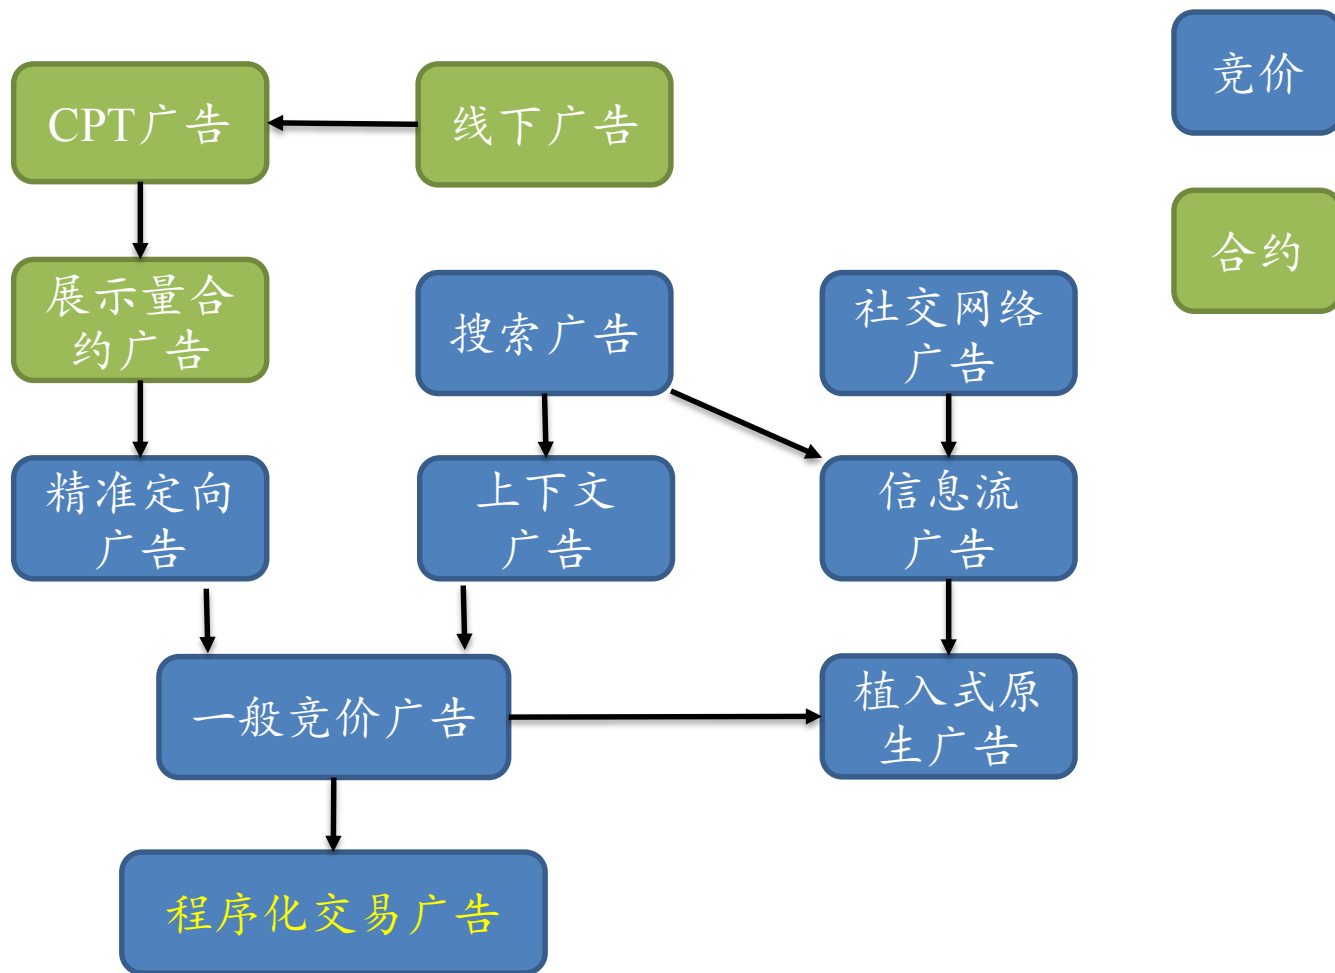 竞价
CPT广告
线下广告
合约
展示量合
约广告
搜索广告
社交网络
广告
精准定向
广告
上下文
广告
信息流
广告
一般竞价广告
植入式原
生广告
程序化交易广告